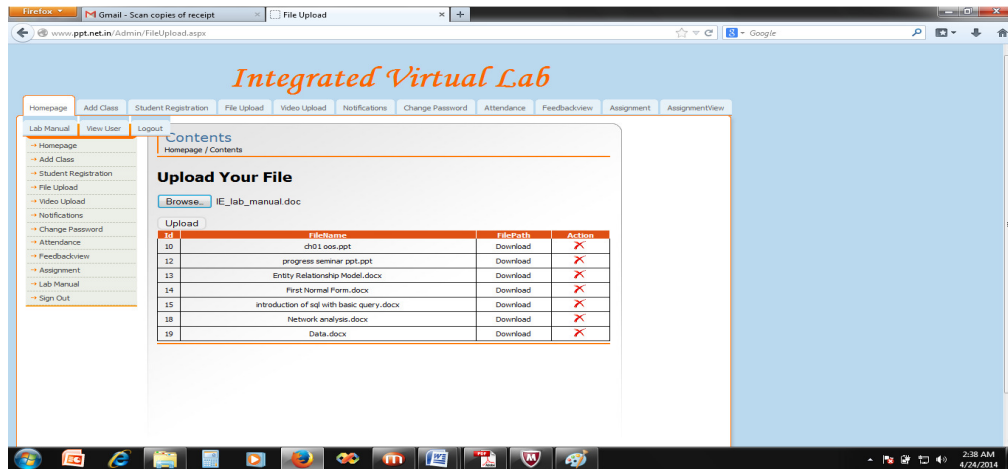 Firefox
Gmail - Scan copies of receipt × File Upload × +
www.ppt.net.in/Admin/FileUpload.aspx Google
Integrated Virtual Lab
Homepage Add Class Student Registration File Upload Video Upload Notifications Change Password Attendance Feedbackview Assignment AssignmentView
Lab Manual View User Logout
→ Homepage
→ Add Class
→ Student Registration
→ File Upload
→ Video Upload
→ Notifications
→ Change Password
→ Attendance
→ Feedbackview
→ Assignment
→ Lab Manual
→ Sign Out
Contents
Homepage / Contents
Upload Your File
Browse... IE_lab_manual.doc
Upload
Id FileName FilePath Action
10 ch01 oos.ppt Download
12 progress seminar ppt.ppt Download
13 Entity Relationship Model.docx Download
14 First Normal Form.docx Download
15 introduction of sql with basic query.docx Download
18 Network analysis.docx Download
19 Data.docx Download
2:38 AM
4/24/2014